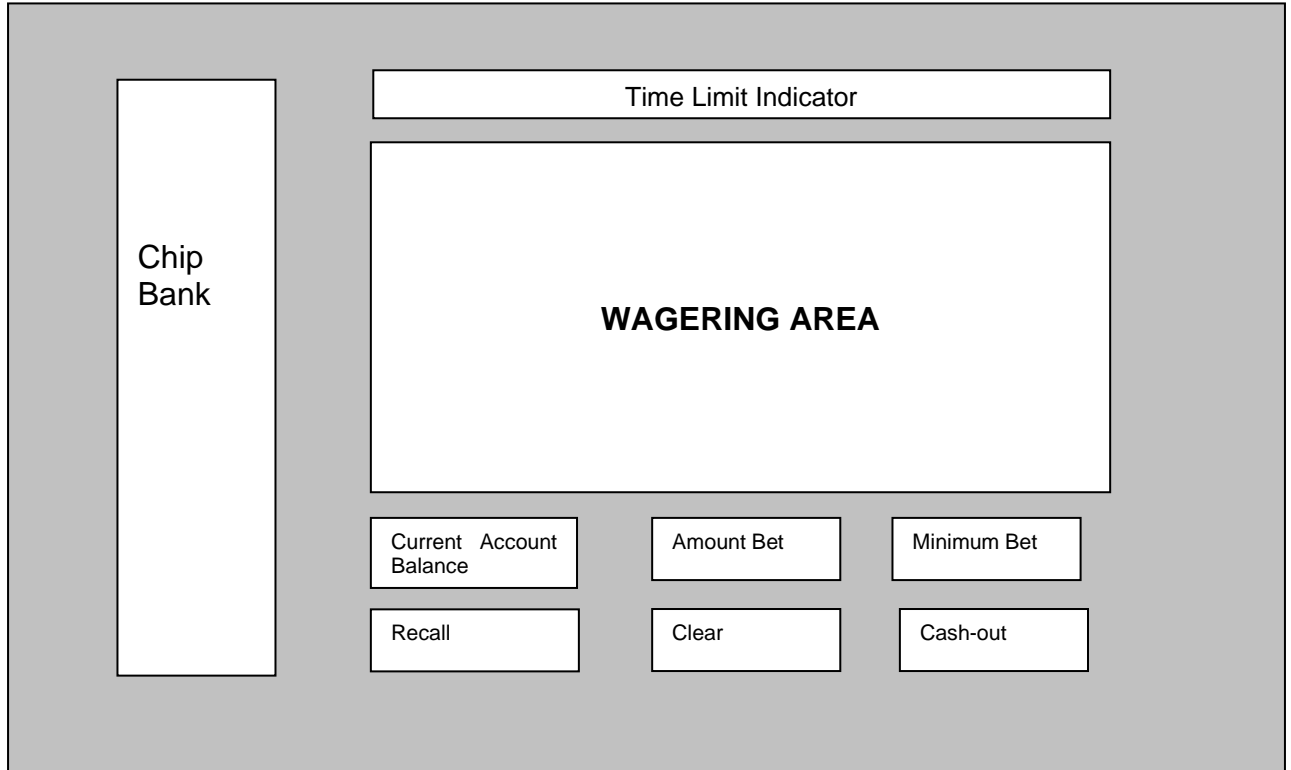 Time Limit Indicator
Chip
Bank
WAGERING AREA
Current Account
Balance
Amount Bet
Minimum Bet
Recall
Clear
Cash-out